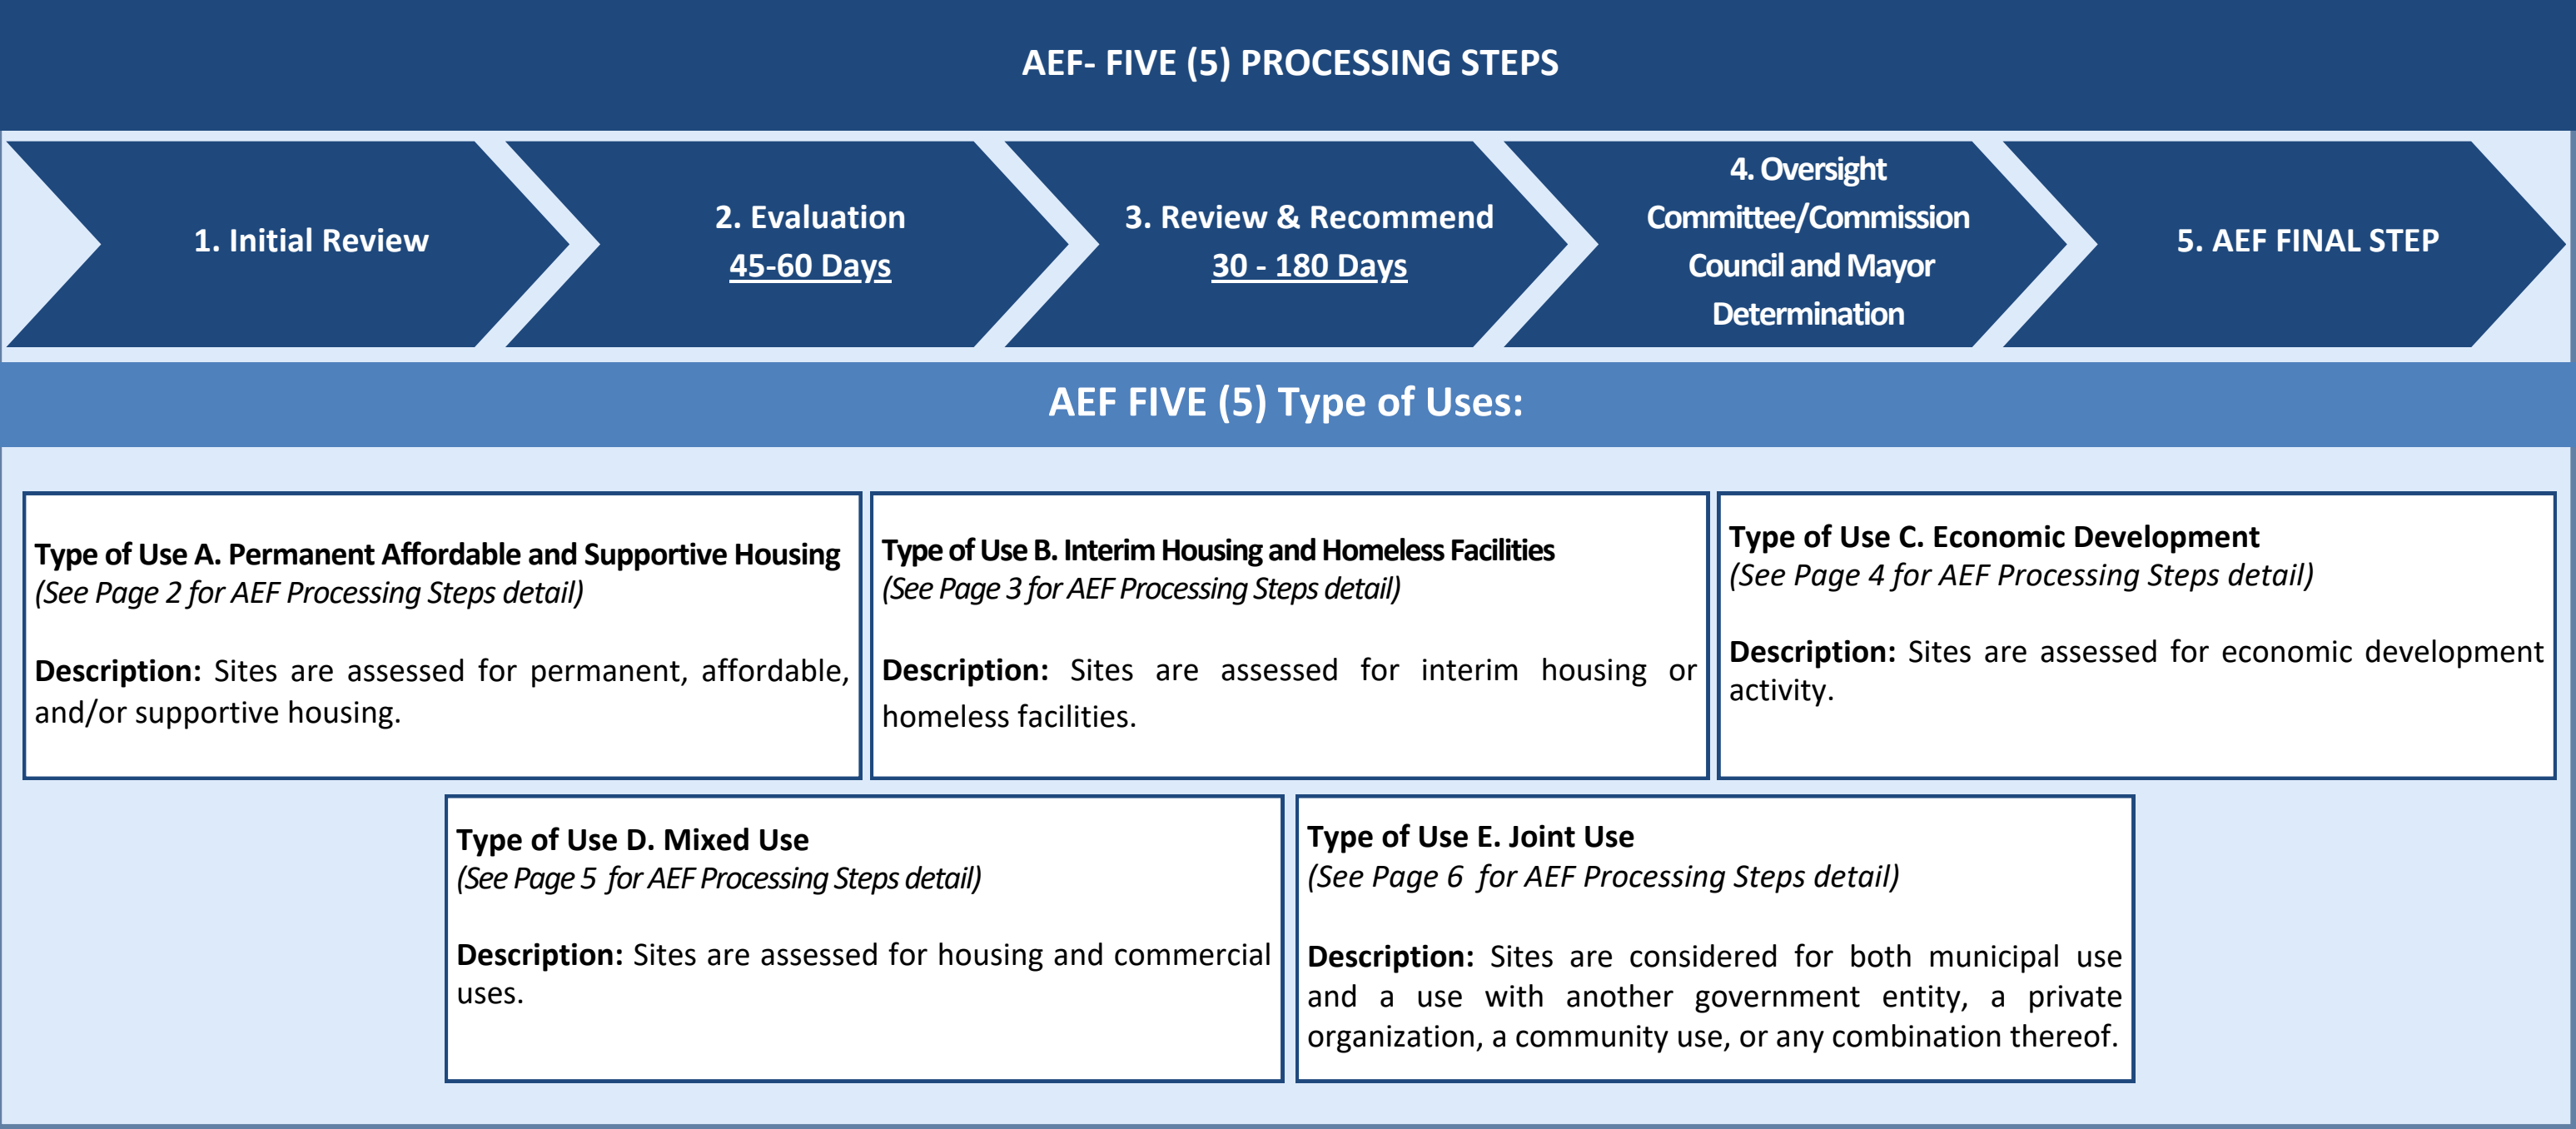 AEF- FIVE (5) PROCESSING STEPS
1. Initial Review
2. Evaluation
45-60 Days
3. Review & Recommend
30 - 180 Days
4. Oversight
Committee/Commission
Council and Mayor
Determination
5. AEF FINAL STEP
AEF FIVE (5) Type of Uses:
Type of Use A. Permanent Affordable and Supportive Housing
(See Page 2 for AEF Processing Steps detail)
Description: Sites are assessed for permanent, affordable,
and/or supportive housing.
Type of Use B. Interim Housing and Homeless Facilities
(See Page 3 for AEF Processing Steps detail)
Description: Sites are assessed for interim housing or
homeless facilities.
Type of Use C. Economic Development
(See Page 4 for AEF Processing Steps detail)
Description: Sites are assessed for economic development
activity.
Type of Use D. Mixed Use
(See Page 5 for AEF Processing Steps detail)
Description: Sites are assessed for housing and commercial
uses.
Type of Use E. Joint Use
(See Page 6 for AEF Processing Steps detail)
Description: Sites are considered for both municipal use
and a use with another government entity, a private
organization, a community use, or any combination thereof.